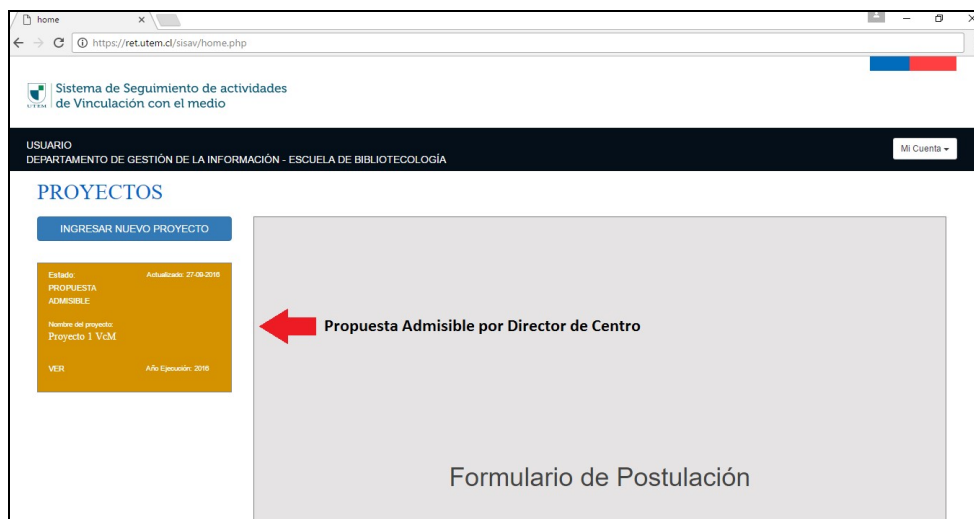 home
https://ret.utem.cl/sisav/home.php
Sistema de Seguimiento de actividades
de Vinculación con el medio
UTEM
USUARIO
DEPARTAMENTO DE GESTIÓN DE LA INFORMACIÓN - ESCUELA DE BIBLIOTECOLOGÍA
Mi Cuenta
PROYECTOS
INGRESAR NUEVO PROYECTO
Estado: Actualizado: 27-09-2016
PROPUESTA
ADMISIBLE
Nombre del proyecto:
Proyecto 1 VcM
VER Año Ejecución: 2016
Propuesta Admisible por Director de Centro
Formulario de Postulación